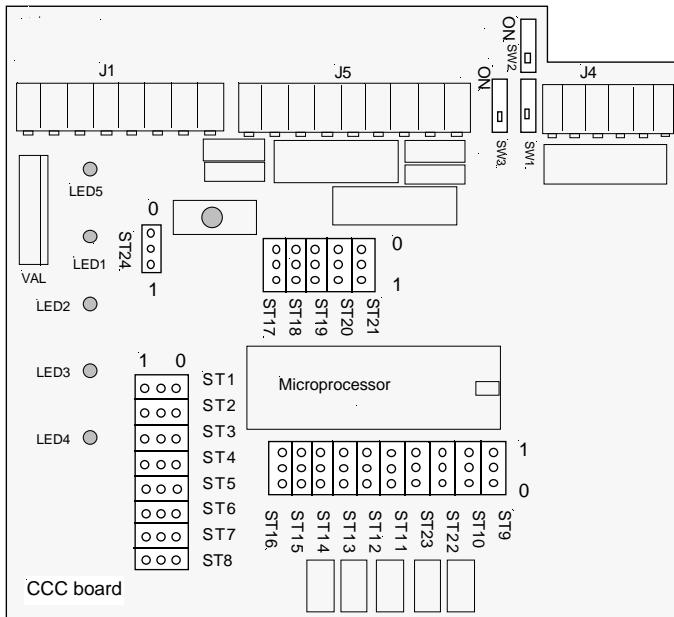 ON
SW2
J1
J5
ON
J4
SW3
SW1
LED5
0
ST24
LED1
1
VAL
0
1
LED2
ST17
ST18
ST19
ST20
ST21
1 0
LED3
ST1
Microprocessor
ST2
ST3
LED4
ST4
1
ST5
0
ST6
ST16
ST15
ST14
ST13
ST12
ST11
ST23
ST22
ST10
ST9
ST7
ST8
CCC board